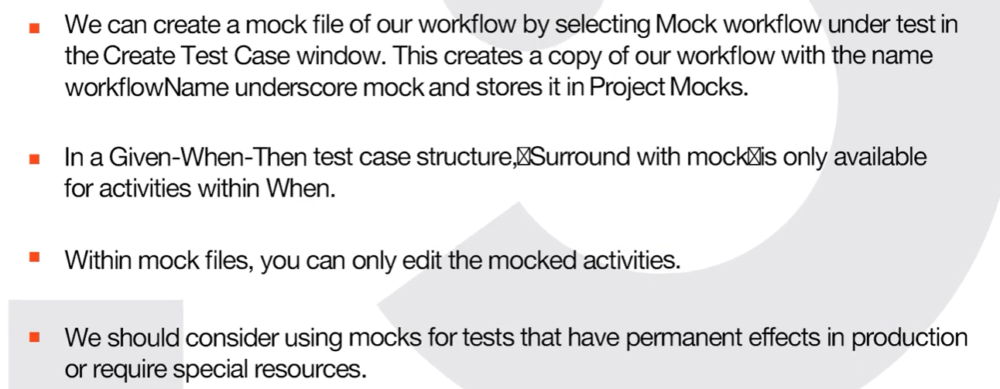 We can create a mock file of our workflow by selecting Mock workflow under test in
the Create Test Case window. This creates a copy of our workflow with the name
workflowName underscore mock and stores it in Project Mocks.
In a Given-When-Then test case structure,☒Surround with mock☒is only available
for activities within When.
Within mock files, you can only edit the mocked activities.
We should consider using mocks for tests that have permanent effects in production
or require special resources.